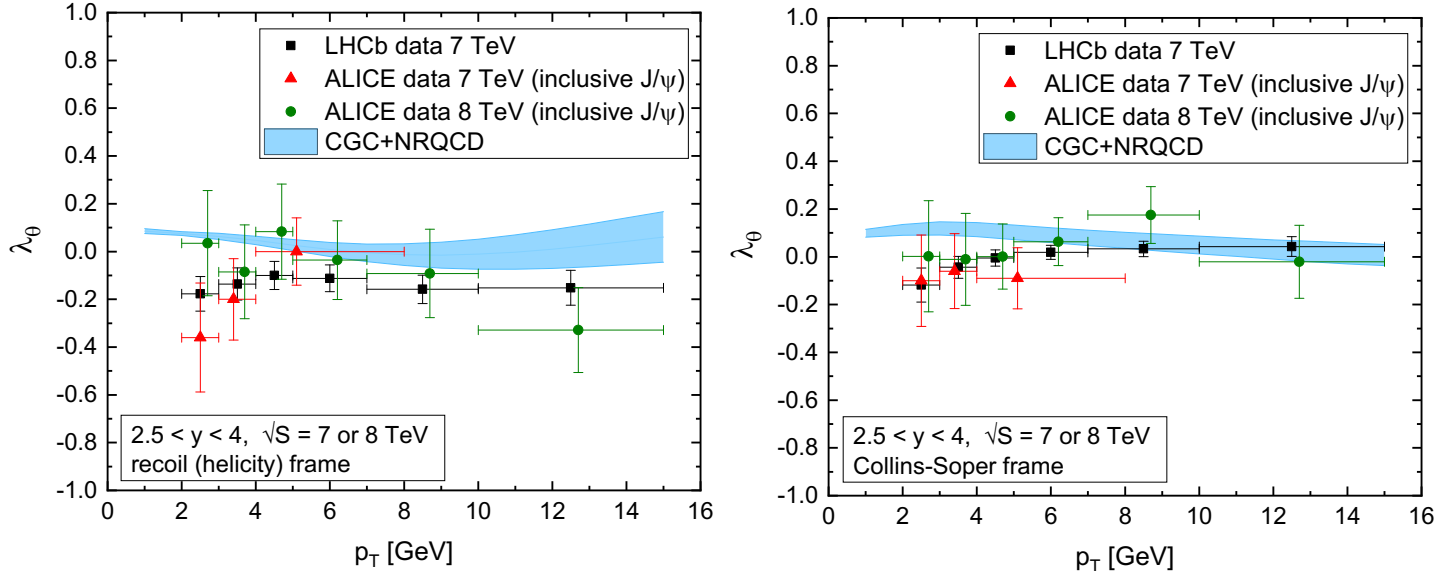 1.0
0.8
0.6
0.4
0.2
0.0
-0.2
-0.4
-0.6
-0.8
-1.0
λθ
LHCb data 7 TeV
ALICE data 7 TeV (inclusive J/ψ)
ALICE data 8 TeV (inclusive J/ψ)
CGC+NRQCD
2.5 < y < 4, √S = 7 or 8 TeV
recoil (helicity) frame
0 2 4 6 8 10 12 14 16
pT [GeV]
1.0
0.8
0.6
0.4
0.2
0.0
-0.2
-0.4
-0.6
-0.8
-1.0
λθ
LHCb data 7 TeV
ALICE data 7 TeV (inclusive J/ψ)
ALICE data 8 TeV (inclusive J/ψ)
CGC+NRQCD
2.5 < y < 4, √S = 7 or 8 TeV
Collins-Soper frame
0 2 4 6 8 10 12 14 16
pT [GeV]